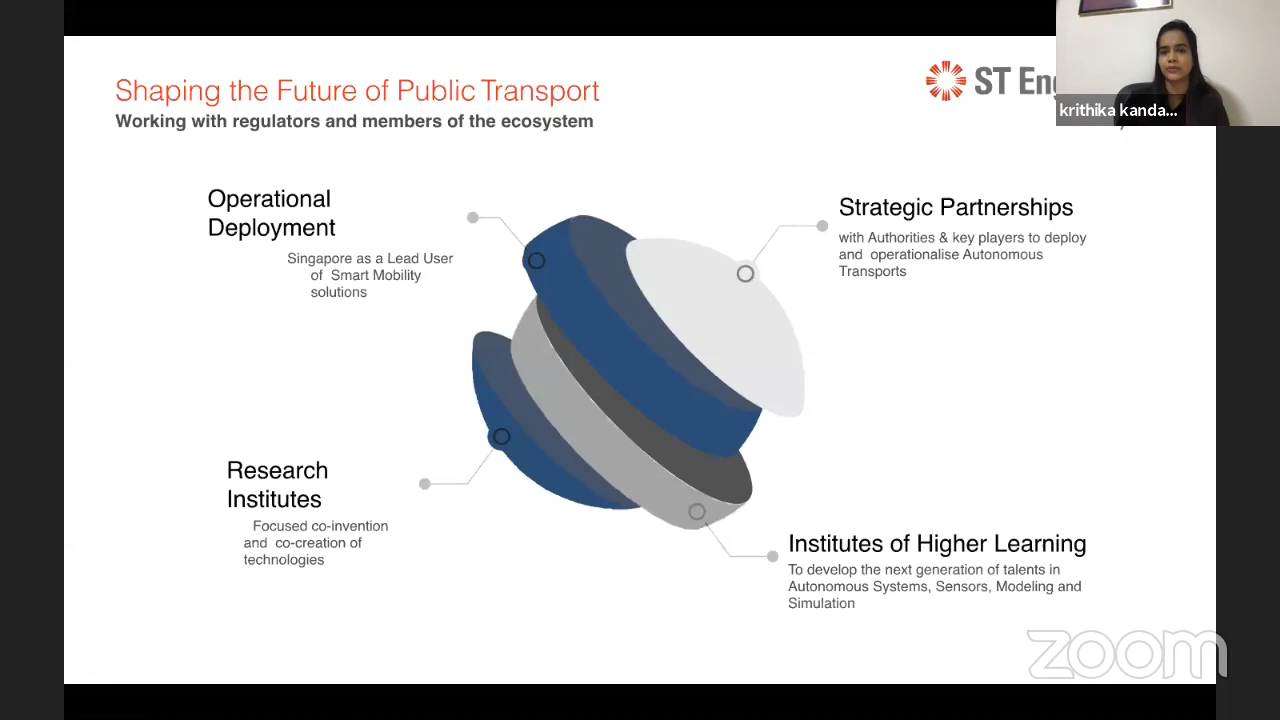 Shaping the Future of Public Transport
Working with regulators and members of the ecosystem
ST Eng
krithika kanda...
Operational
Deployment
Singapore as a Lead User
of Smart Mobility
solutions
Strategic Partnerships
with Authorities & key players to deploy
and operationalise Autonomous
Transports
Research
Institutes
Focused co-invention
and co-creation of
technologies
Institutes of Higher Learning
To develop the next generation of talents in
Autonomous Systems, Sensors, Modeling and
Simulation
zoom